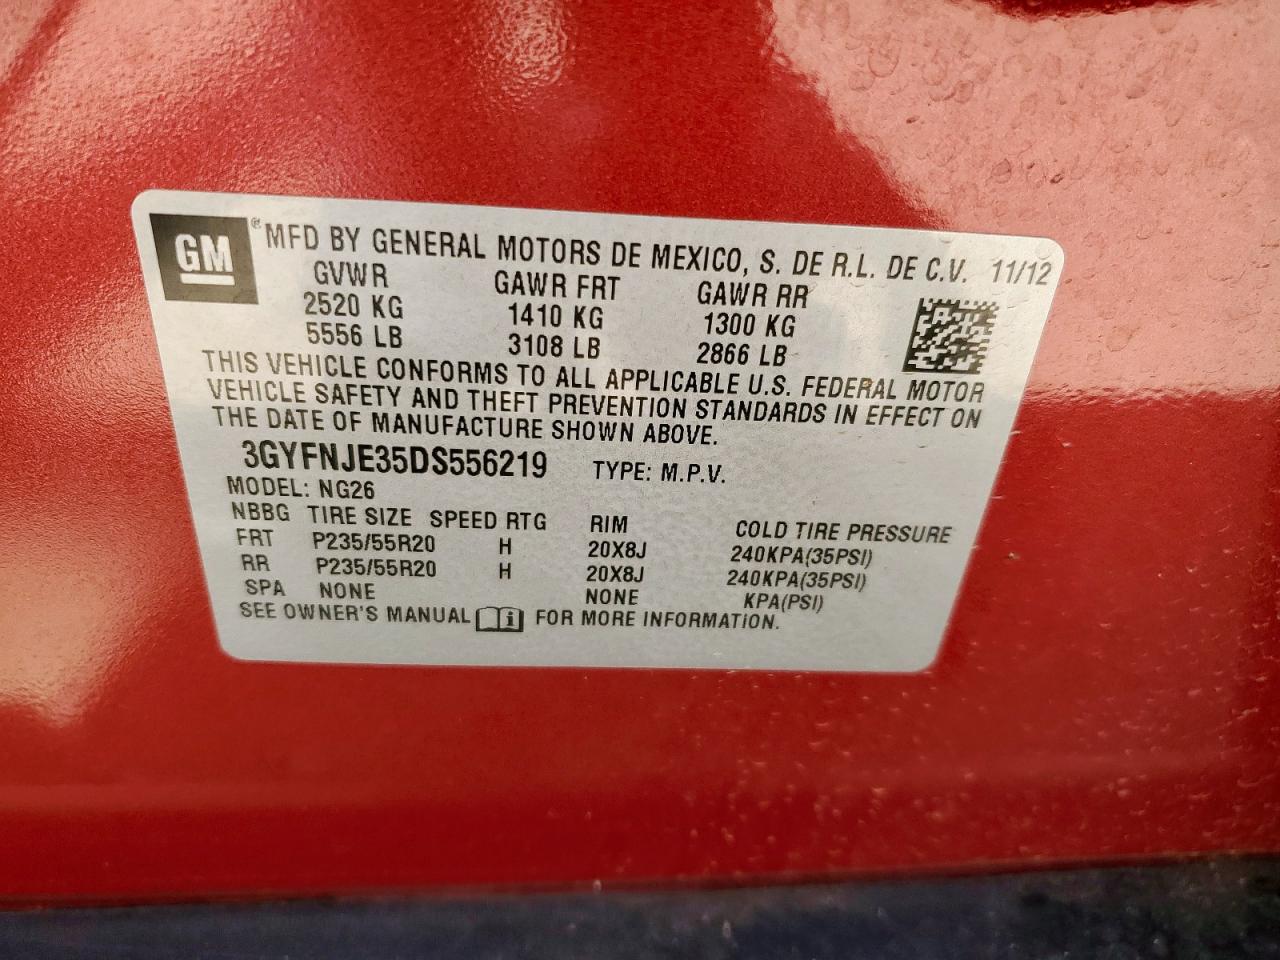 GM ® MFD BY GENERAL MOTORS DE MEXICO, S. DE R.L. DE C.V. 11/12
GVWR GAWR FRT GAWR RR
2520 KG 1410 KG 1300 KG
5556 LB 3108 LB 2866 LB
THIS VEHICLE CONFORMS TO ALL APPLICABLE U.S. FEDERAL MOTOR
VEHICLE SAFETY AND THEFT PREVENTION STANDARDS IN EFFECT ON
THE DATE OF MANUFACTURE SHOWN ABOVE.
3GYFNJE35DS556219 TYPE: M.P.V.
MODEL: NG26
NBBG TIRE SIZE SPEED RTG RIM COLD TIRE PRESSURE
FRT P235/55R20 H 20X8J 240KPA(35PSI)
RR P235/55R20 H 20X8J 240KPA(35PSI)
SPA NONE NONE KPA(PSI)
SEE OWNER'S MANUAL i FOR MORE INFORMATION.